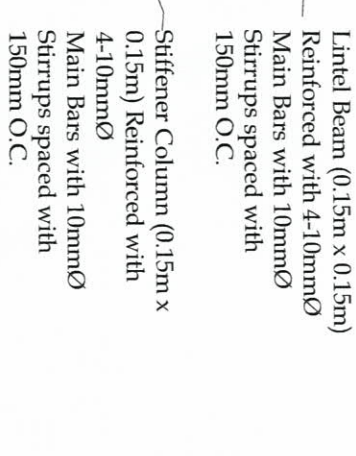 Lintel Beam (0.15m x 0.15m)
Reinforced with 4-10mmØ
Main Bars with 10mmØ
Stirrups spaced with
150mm O.C.
Stiffener Column (0.15m x
0.15m) Reinforced with
4-10mmØ
Main Bars with 10mmØ
Stirrups spaced with
150mm O.C.